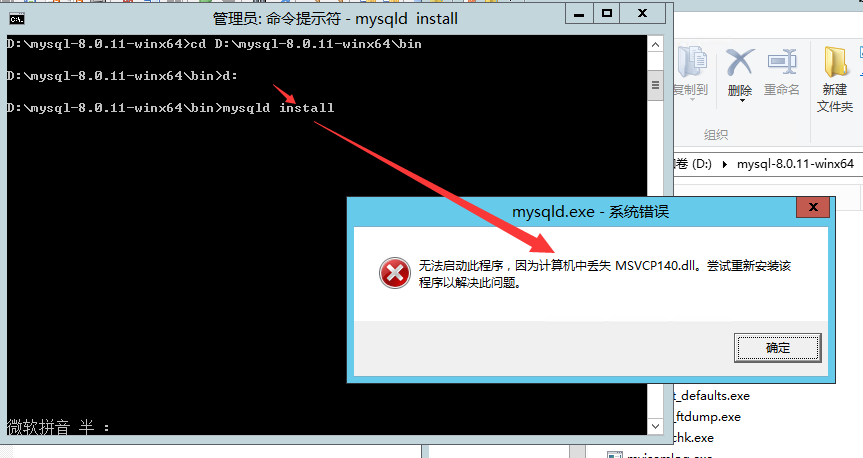 管理员: 命令提示符 - mysqld install
D:\mysql-8.0.11-winx64>cd D:\mysql-8.0.11-winx64\bin
D:\mysql-8.0.11-winx64\bin>d:
D:\mysql-8.0.11-winx64\bin>mysqld install
微软拼音 半 :
复制到
删除
重命名
新建
文件夹
组织
卷 (D:) mysql-8.0.11-winx64
mysqld.exe - 系统错误
无法启动此程序，因为计算机中丢失 MSVCP140.dll。尝试重新安装该
程序以解决此问题。
确定
t_defaults.exe
_ftdump.exe
chk.exe